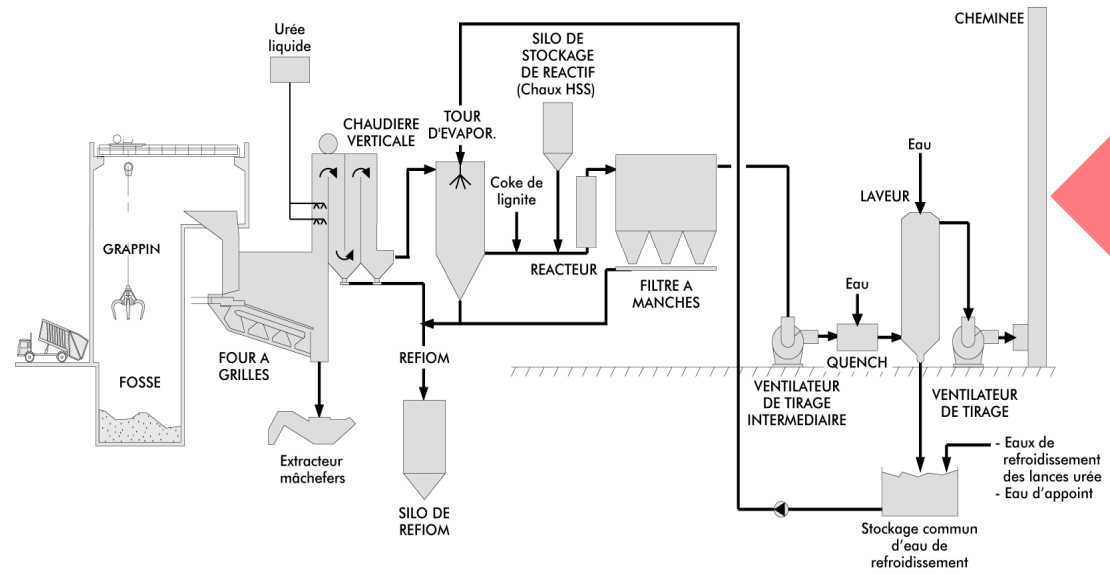 CHEMINEE
Urée
liquide
SILO DE
STOCKAGE
DE REACTIF
(Chaux HSS)
CHAUDIERE
VERTICALE
TOUR
D'EVAPOR.
Coke de
lignite
Eau
LAVEUR
GRAPPIN
REACTEUR
FILTRE A
MANCHES
Eau
FOUR A
GRILLES
REFIOM
QUENCH
FOSSE
VENTILATEUR
DE TIRAGE
INTERMEDIAIRE
VENTILATEUR
DE TIRAGE
Extracteur
mâchefers
SILO DE
REFIOM
- Eaux de
refroidissement
des lances urée
- Eau d'appoint
Stockage commun
d'eau de
refroidissement